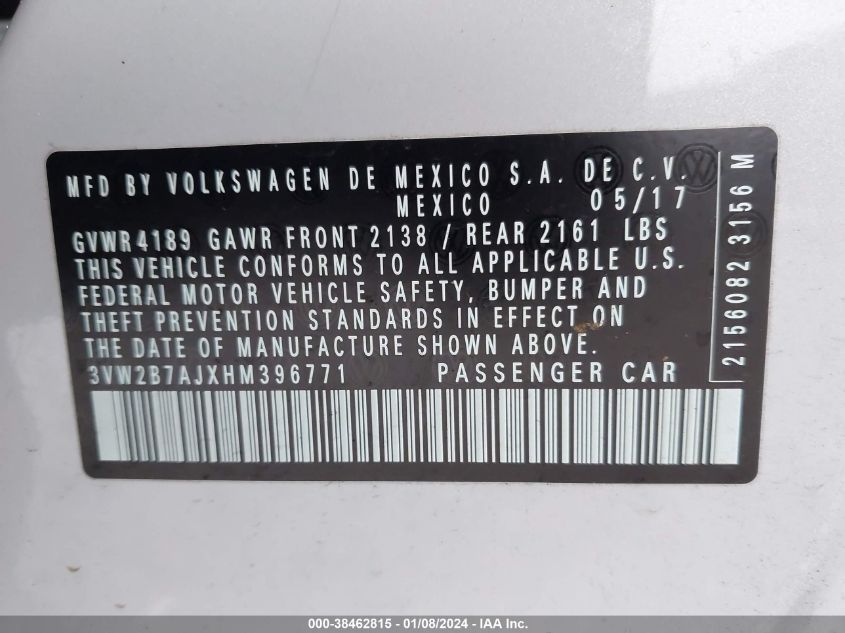 MFD BY VOLKSWAGEN DE MEXICO S.A. DE C.V.
MEXICO 05/17
GVWR 4189 GAWR FRONT 2138 / REAR 2161 LBS
THIS VEHICLE CONFORMS TO ALL APPLICABLE U.S.
FEDERAL MOTOR VEHICLE SAFETY, BUMPER AND
THEFT PREVENTION STANDARDS IN EFFECT ON
THE DATE OF MANUFACTURE SHOWN ABOVE.
3VW2B7AJXHM396771 PASSENGER CAR
2156082 3156 M
000-38462815 - 01/08/2024 - IAA Inc.